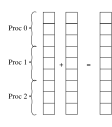 Proc 0
Proc 1
+ =
Proc 2